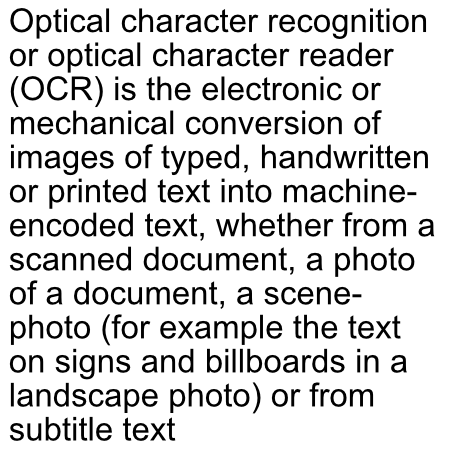 Optical character recognition
or optical character reader
(OCR) is the electronic or
mechanical conversion of
images of typed, handwritten
or printed text into machine-
encoded text, whether from a
scanned document, a photo
of a document, a scene-
photo (for example the text
on signs and billboards in a
landscape photo) or from
subtitle text